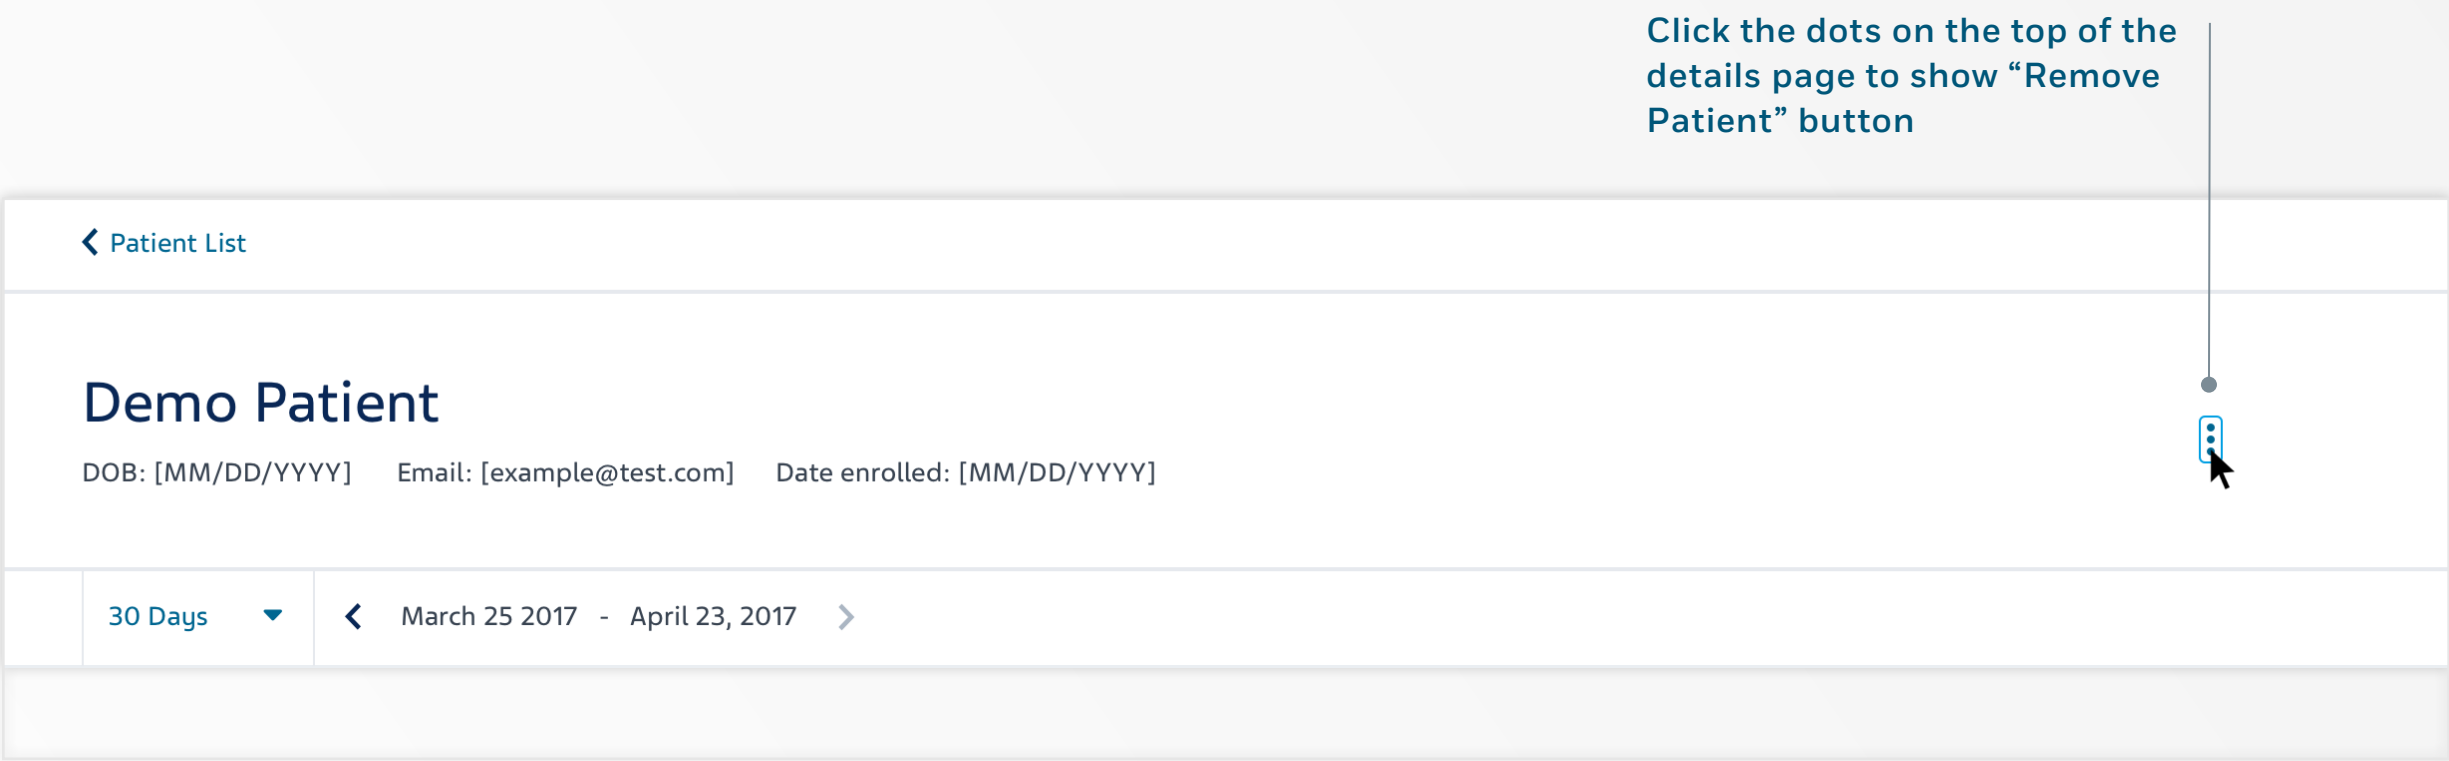 Click the dots on the top of the
details page to show “Remove
Patient” button
Patient List
Demo Patient
DOB: [MM/DD/YYYY] Email: [example@test.com] Date enrolled: [MM/DD/YYYY]
30 Days March 25 2017 - April 23, 2017